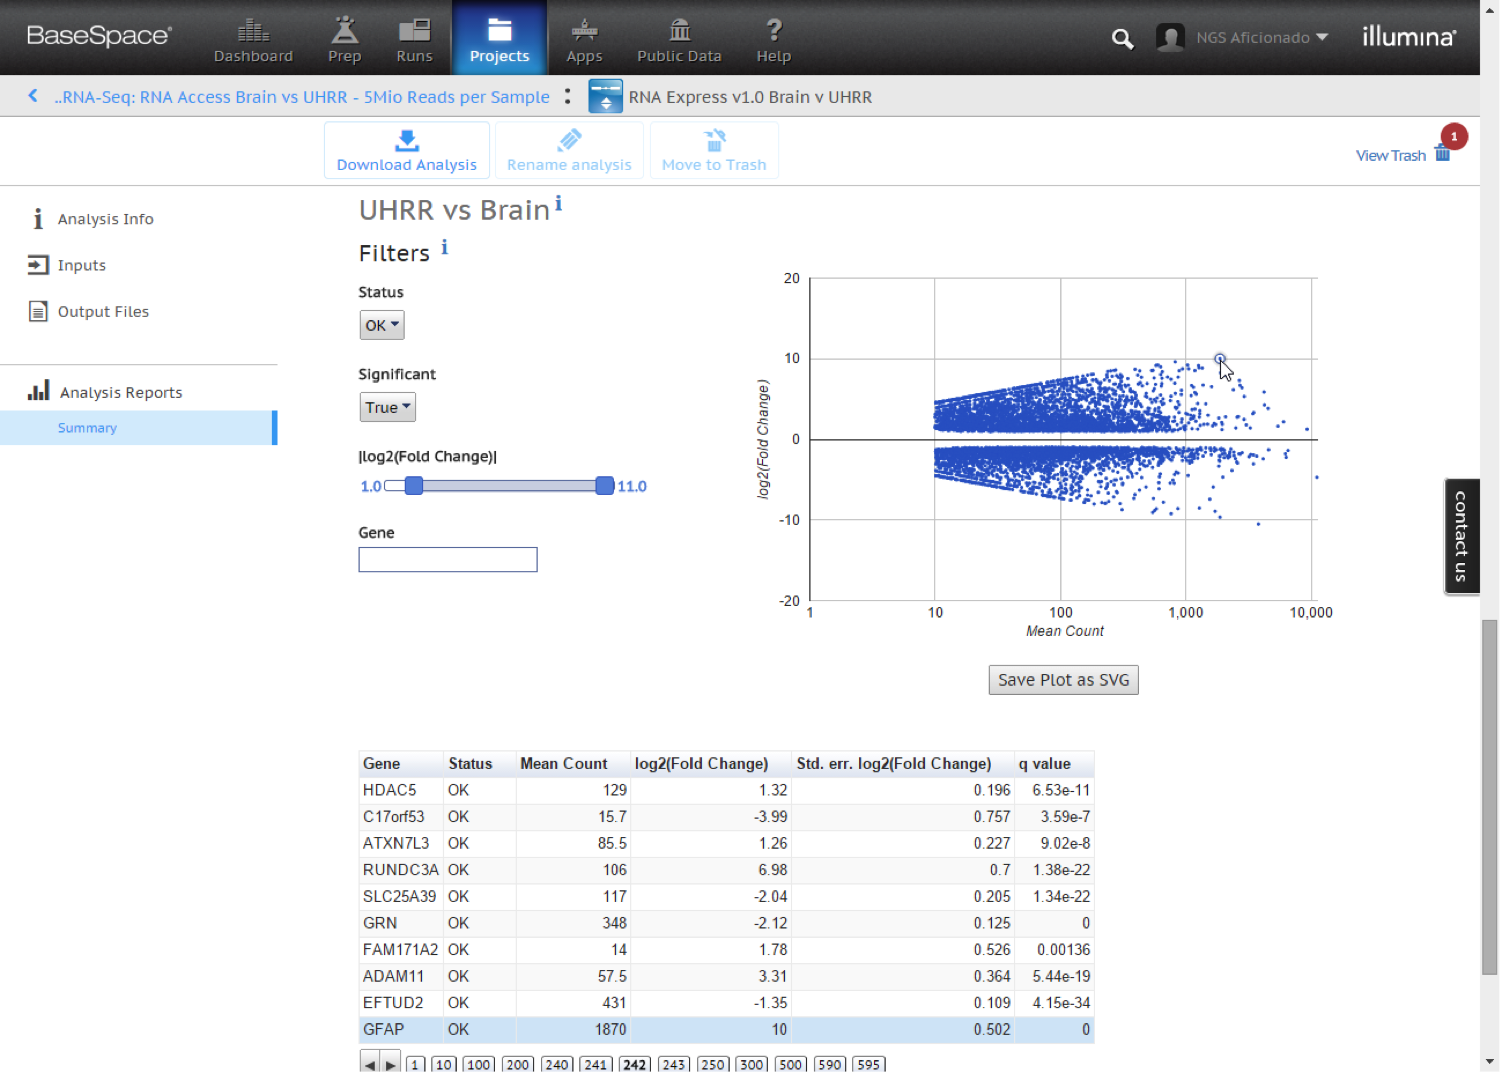 BaseSpace®
Dashboard
Prep
Runs
Projects
Apps
Public Data
?
Help
NGS Aficionado
illumina®
..RNA-Seq: RNA Access Brain vs UHRR - 5Mio Reads per Sample
:
RNA Express v1.0 Brain v UHRR
Download Analysis
Rename analysis
Move to Trash
View Trash
1
Analysis Info
Inputs
Output Files
Analysis Reports
Summary
UHRR vs Brain i
Filters i
Status
OK
Significant
True
|log2(Fold Change)|
1.0 11.0
Gene
20
10
0
-10
-20
log2(Fold Change)
1 10 100 1,000 10,000
Mean Count
Save Plot as SVG
contact us
Gene Status Mean Count log2(Fold Change) Std. err. log2(Fold Change) q value
HDAC5 OK 129 1.32 0.196 6.53e-11
C17orf53 OK 15.7 -3.99 0.757 3.59e-7
ATXN7L3 OK 85.5 1.26 0.227 9.02e-8
RUNDC3A OK 106 6.98 0.7 1.38e-22
SLC25A39 OK 117 -2.04 0.205 1.34e-22
GRN OK 348 -2.12 0.125 0
FAM171A2 OK 14 1.78 0.526 0.00136
ADAM11 OK 57.5 3.31 0.364 5.44e-19
EFTUD2 OK 431 -1.35 0.109 4.15e-34
GFAP OK 1870 10 0.502 0
1 10 100 200 240 241 242 243 250 300 500 590 595